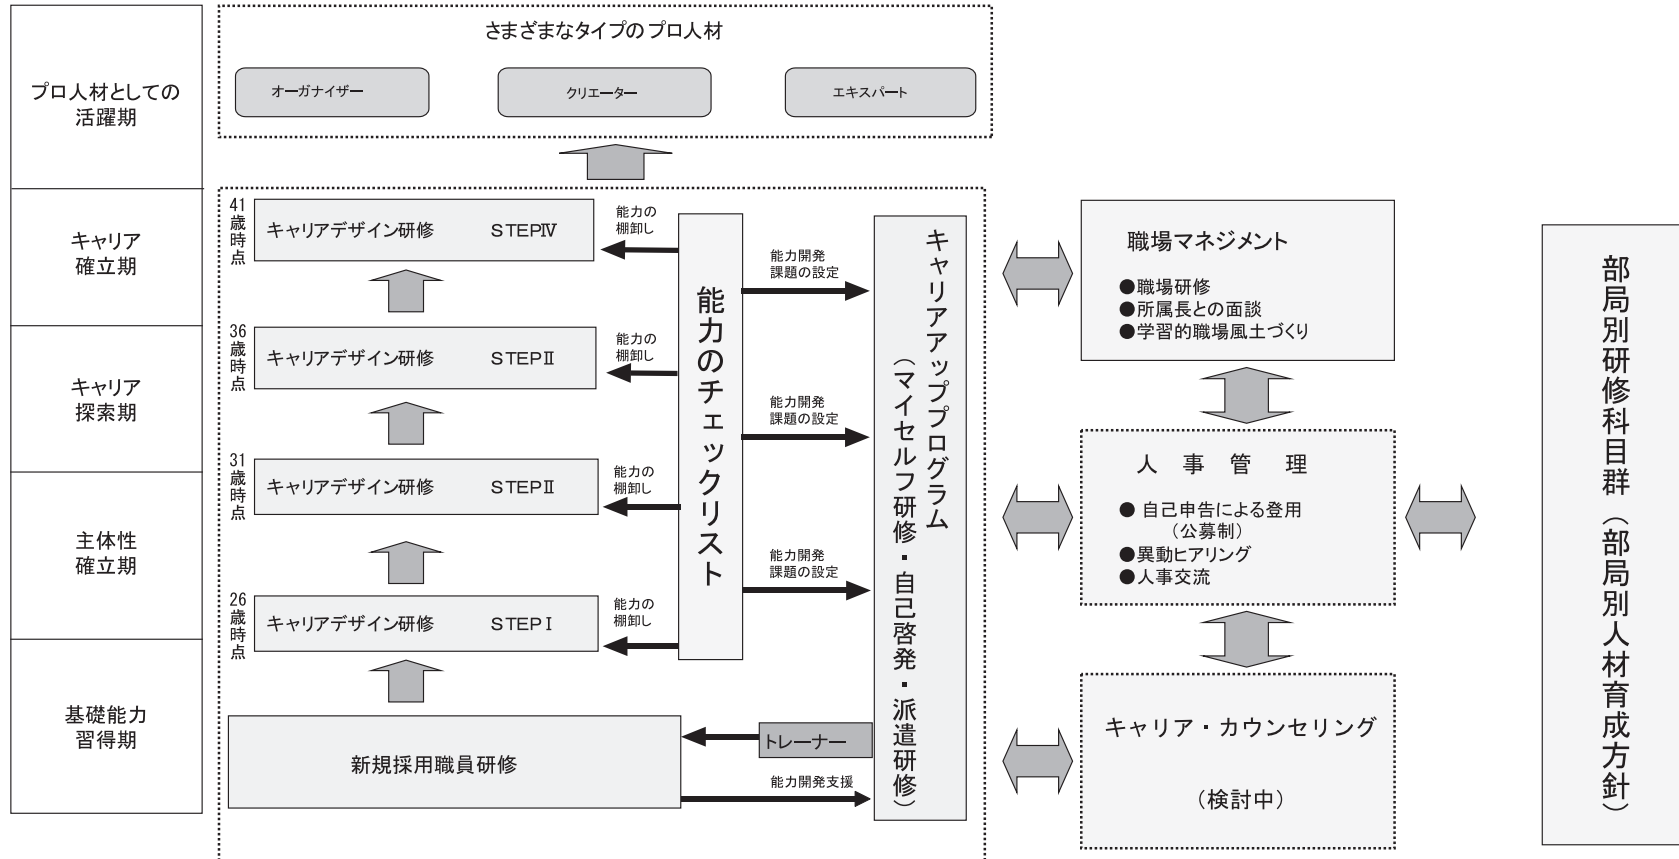 プロ人材としての
活躍期
キャリア
確立期
キャリア
探索期
主体性
確立期
基礎能力
習得期
さまざまなタイプのプロ人材
オーガナイザー
クリエーター
エキスパート
41歳時点
キャリアデザイン研修 STEPⅣ
能力の
棚卸し
36歳時点
キャリアデザイン研修 STEPⅡ
能力の
棚卸し
31歳時点
キャリアデザイン研修 STEPⅡ
能力の
棚卸し
26歳時点
キャリアデザイン研修 STEPⅠ
能力の
棚卸し
新規採用職員研修
能力のチェックリスト
能力開発
課題の設定
能力開発
課題の設定
能力開発
課題の設定
トレーナー
能力開発支援
キャリアアッププログラム
（マイセルフ研修・自己啓発・派遣研修）
職場マネジメント
●職場研修
●所属長との面談
●学習的職場風土づくり
人事管理
● 自己申告による登用
（公募制）
●異動ヒアリング
●人事交流
キャリア・カウンセリング
（検討中）
部局別研修科目群（部局別人材育成方針）